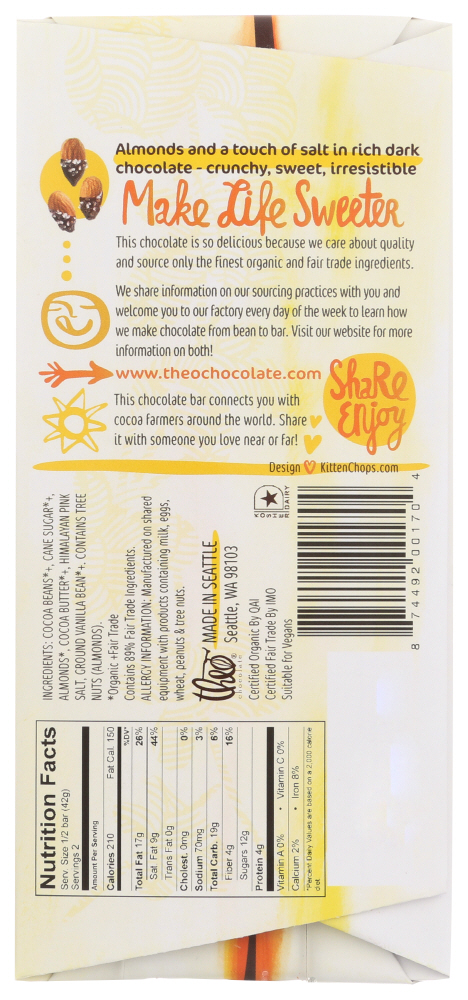 Almonds and a touch of salt in rich dark
chocolate - crunchy, sweet, irresistible
Make Life Sweeter
This chocolate is so delicious because we care about quality
and source only the finest organic and fair trade ingredients.
We share information on our sourcing practices with you and
welcome you to our factory every day of the week to learn how
we make chocolate from bean to bar. Visit our website for more
information on both!
www.theochocolate.com
This chocolate bar connects you with
cocoa farmers around the world. Share
it with someone you love near or far!
Share
Enjoy
Design KittenChops.com
INGREDIENTS: COCOA BEANS*+, CANE SUGAR*+,
ALMONDS*, COCOA BUTTER*+, HIMALAYAN PINK
SALT, GROUND VANILLA BEAN*+. CONTAINS TREE
NUTS (ALMONDS).
*Organic +Fair Trade
Contains 89% Fair Trade Ingredients.
ALLERGY INFORMATION: Manufactured on shared
equipment with products containing milk, eggs,
wheat, peanuts & tree nuts.
theo
chocolate
MADE IN SEATTLE
Seattle, WA 98103
Certified Organic By QAI
Certified Fair Trade By IMO
Suitable for Vegans
KOSHER DAIRY
8 74492 00170 4
Nutrition Facts
Serv. Size 1/2 bar (42g)
Servings 2
Amount Per Serving
Calories 210 Fat Cal. 150
%DV*
Total Fat 17g 26%
Sat. Fat 9g 44%
Trans Fat 0g
Cholest. 0mg 0%
Sodium 70mg 3%
Total Carb. 19g 6%
Fiber 4g 16%
Sugars 12g
Protein 4g
Vitamin A 0% • Vitamin C 0%
Calcium 2% • Iron 8%
*Percent Daily Values are based on a 2,000 calorie
diet